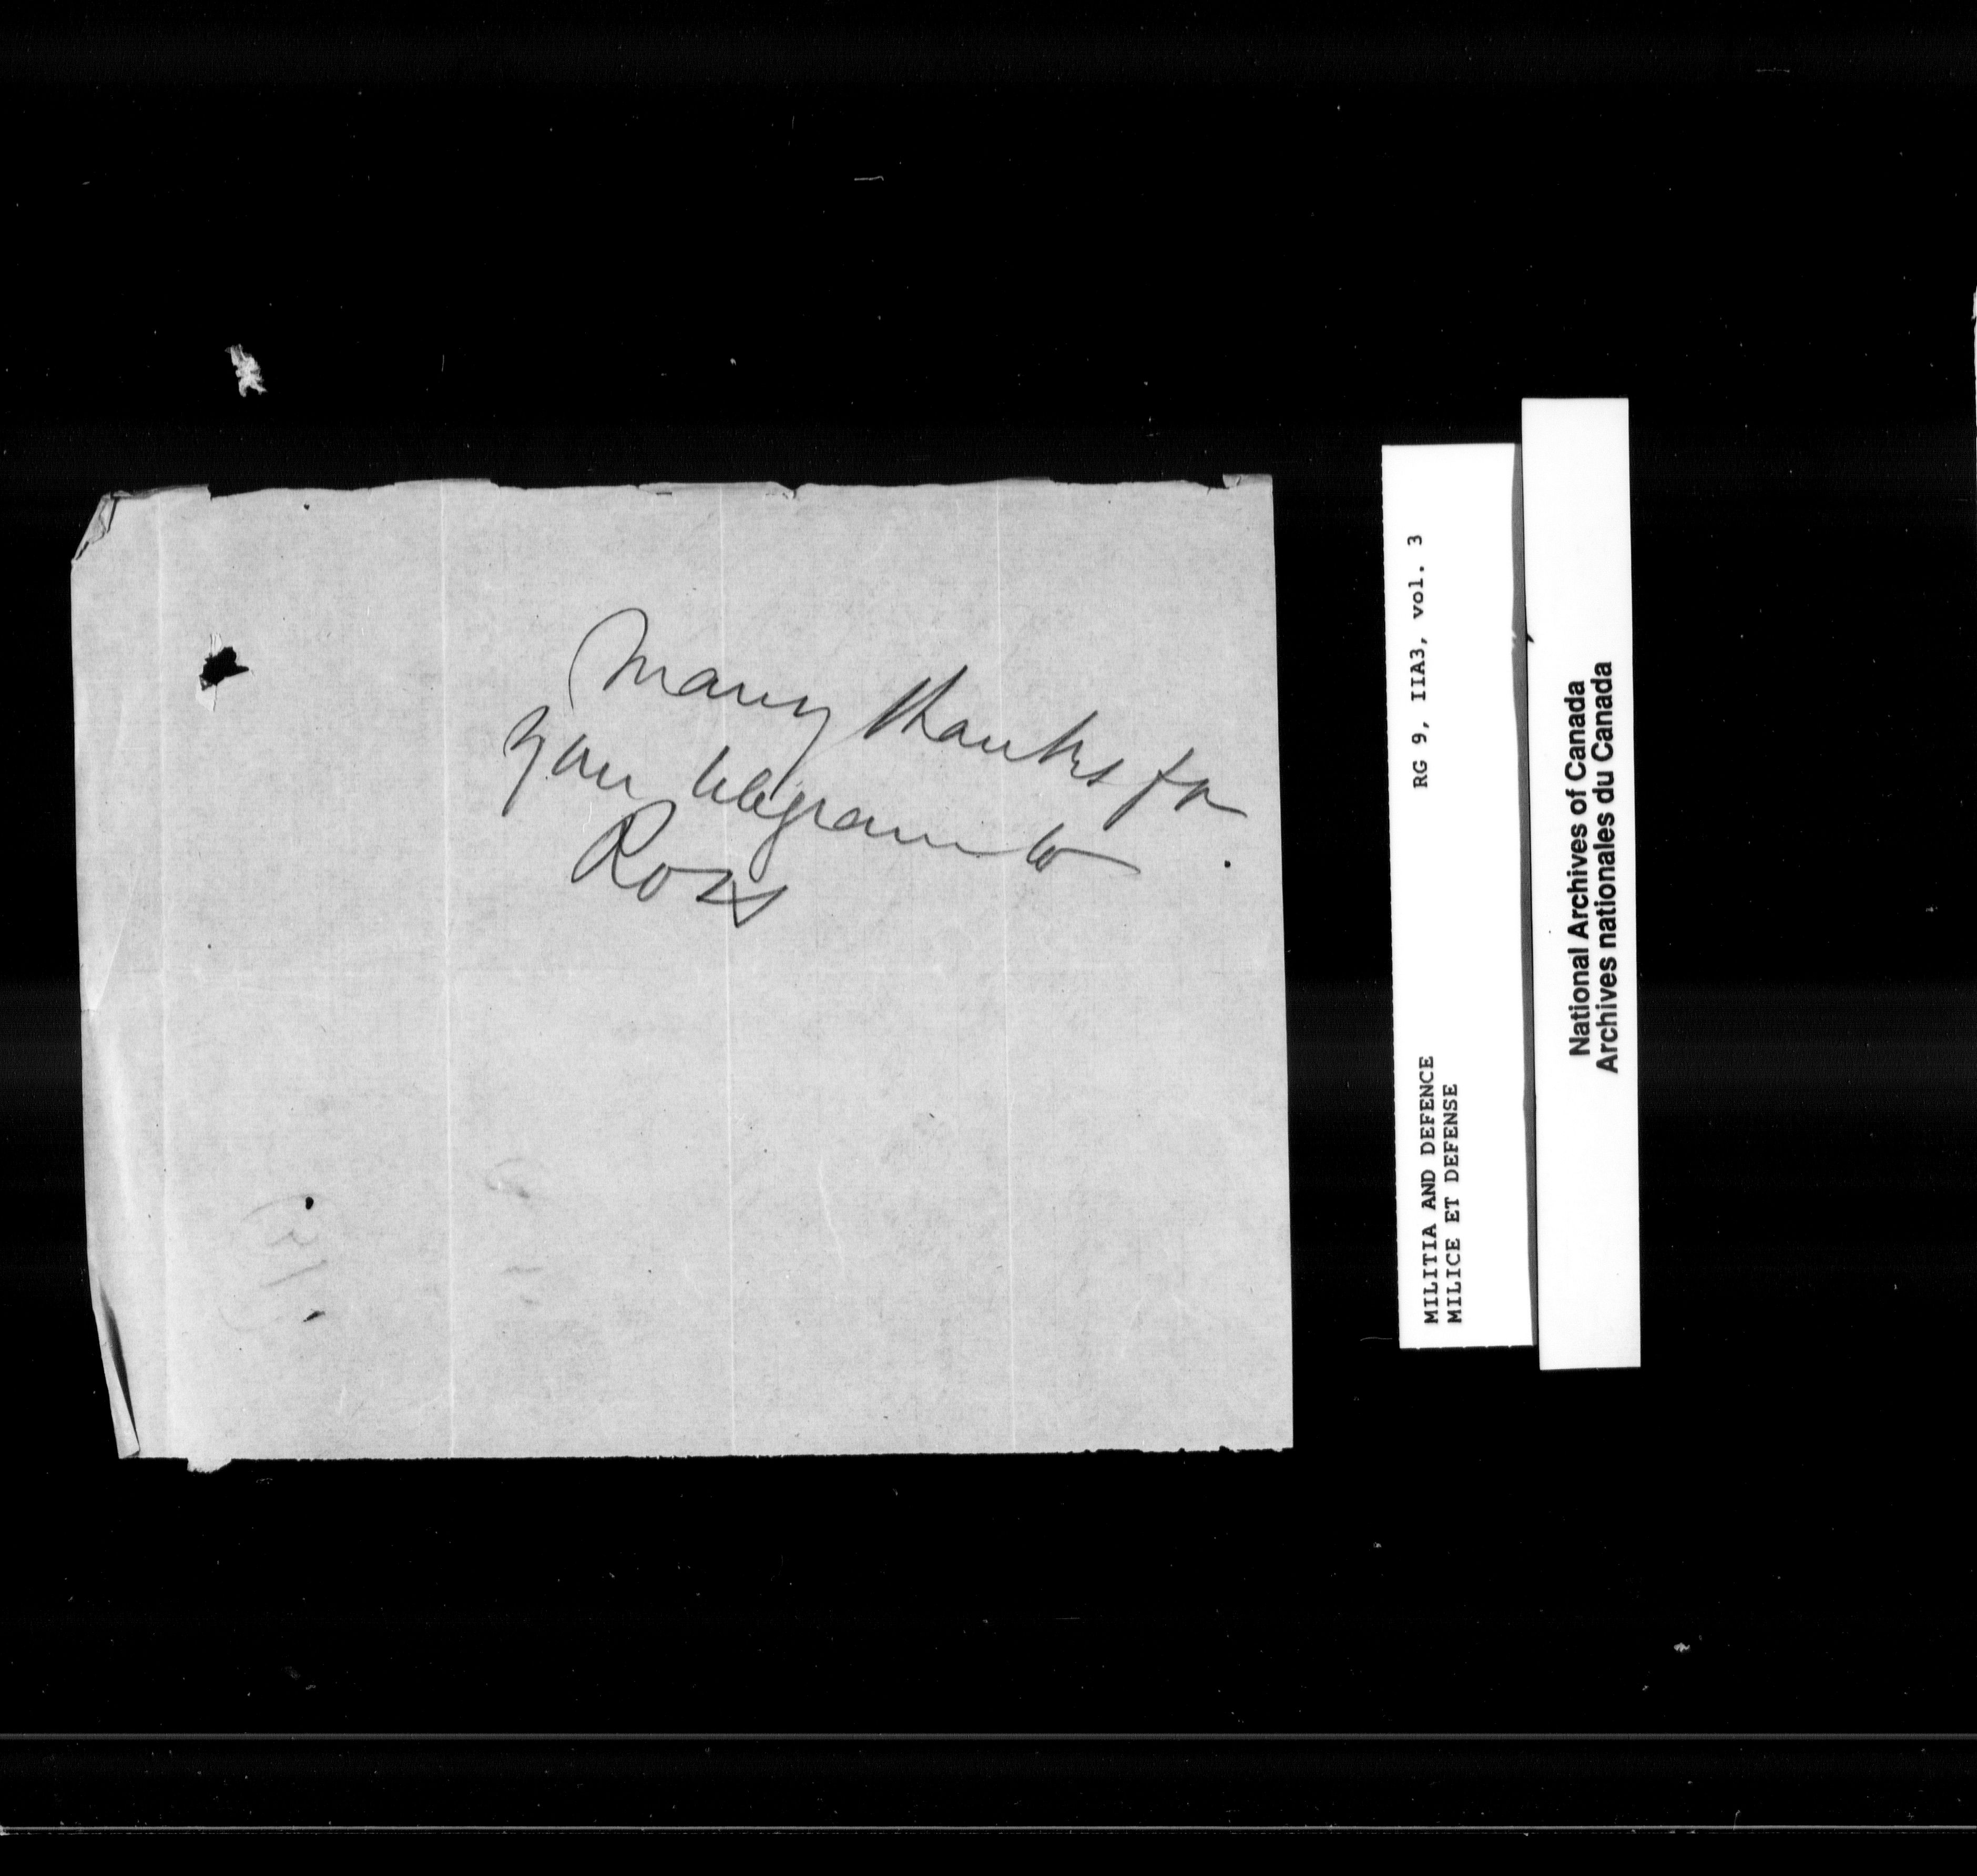 Many thanks for
your telegram to
Ross
RG 9, IIA3, vol. 3
MILITIA AND DEFENCE
MILICE ET DEFENSE
National Archives of Canada
Archives nationales du Canada